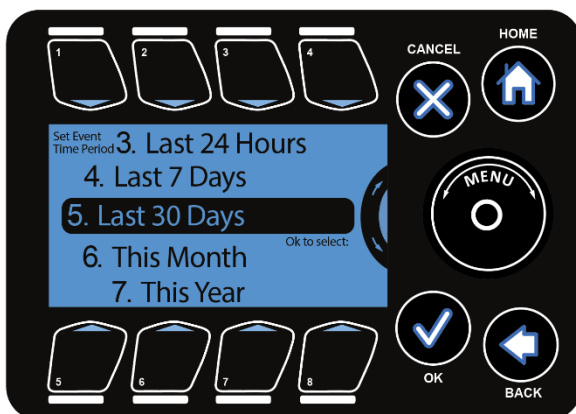 HOME
CANCEL
1 2 3 4
Set Event
Time Period
3. Last 24 Hours
4. Last 7 Days
5. Last 30 Days
Ok to select:
6. This Month
7. This Year
MENU
5 6 7 8
OK
BACK